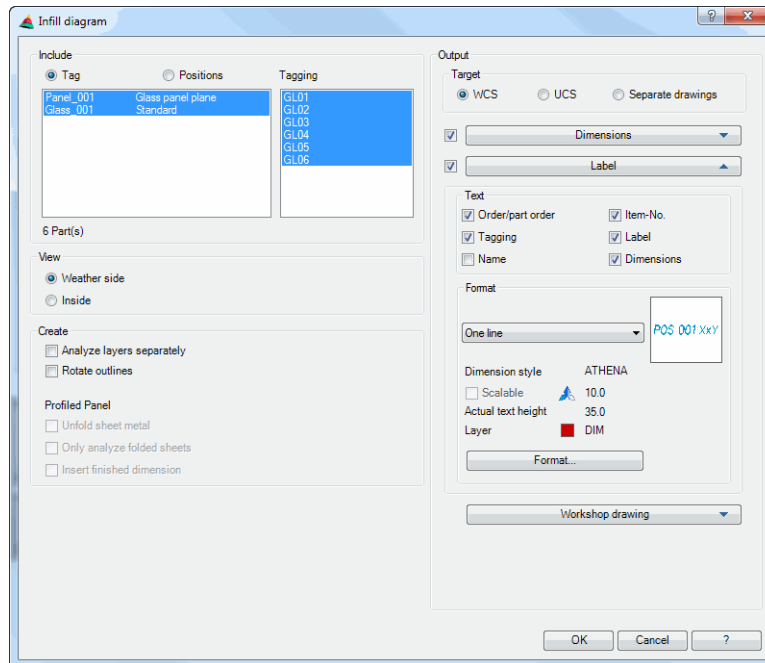 Infill diagram
?
Include
Tag
Positions
Tagging
Panel_001 Glass panel plane
Glass_001 Standard
GL01
GL02
GL03
GL04
GL05
GL06
6 Part(s)
View
Weather side
Inside
Create
Analyze layers separately
Rotate outlines
Profiled Panel
Unfold sheet metal
Only analyze folded sheets
Insert finished dimension
Output
Target
WCS
UCS
Separate drawings
Dimensions
Label
Text
Order/part order
Item-No.
Tagging
Label
Name
Dimensions
Format
One line
POS 001 XxY
Dimension style ATHENA
Scalable 10.0
Actual text height 35.0
Layer DIM
Format...
Workshop drawing
OK
Cancel
?